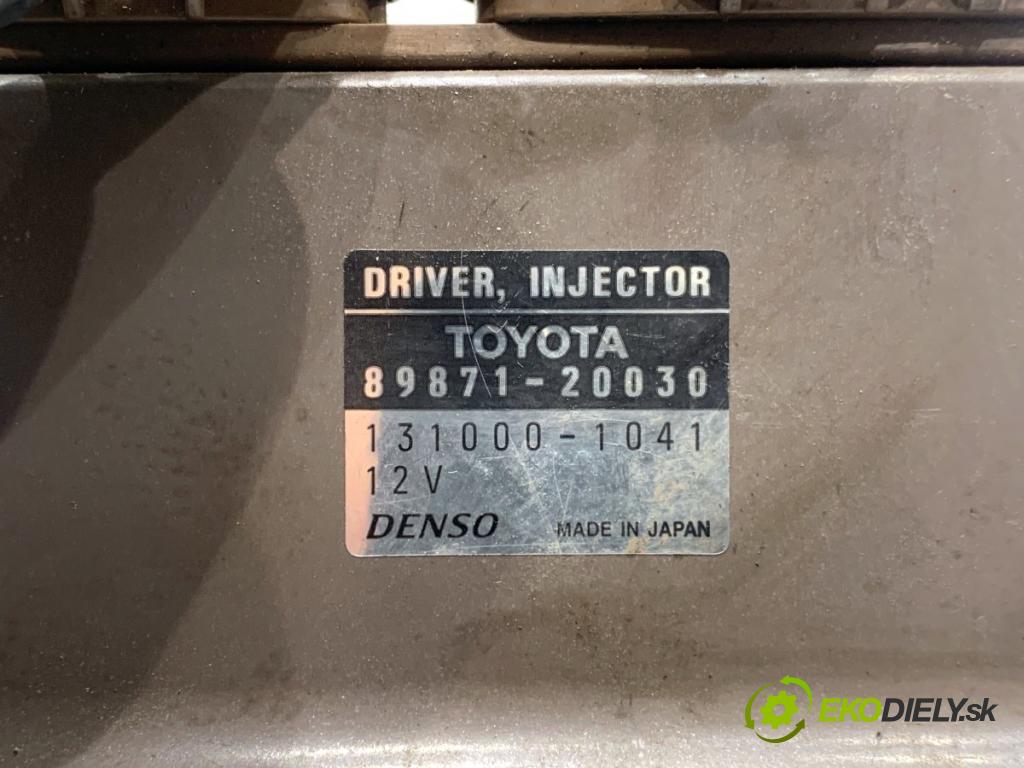 DRIVER, INJECTOR
TOYOTA
89871-20030
131000-1041
12V
DENSO MADE IN JAPAN
EKODIELY.sk